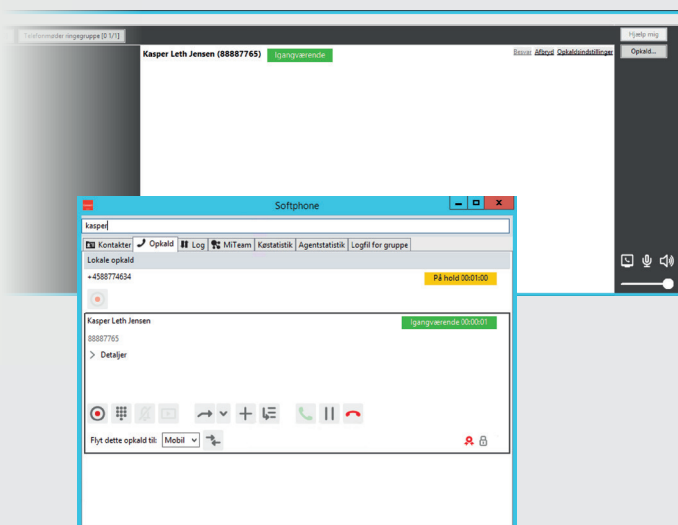 Telefonmøder ringegruppe [0 1/1]
Hjælp mig
Kasper Leth Jensen (88887765) Igangværende
Besvar Afbryd Opkaldsindstillinger
Opkald...
Softphone
kasper
Kontakter Opkald Log MiTeam Køstatistik Agentstatistik Logfil for gruppe
Lokale opkald
+4588774634
På hold 00:01:00
Kasper Leth Jensen
Igangværende 00:00:01
88887765
Detaljer
Flyt dette opkald til: Mobil